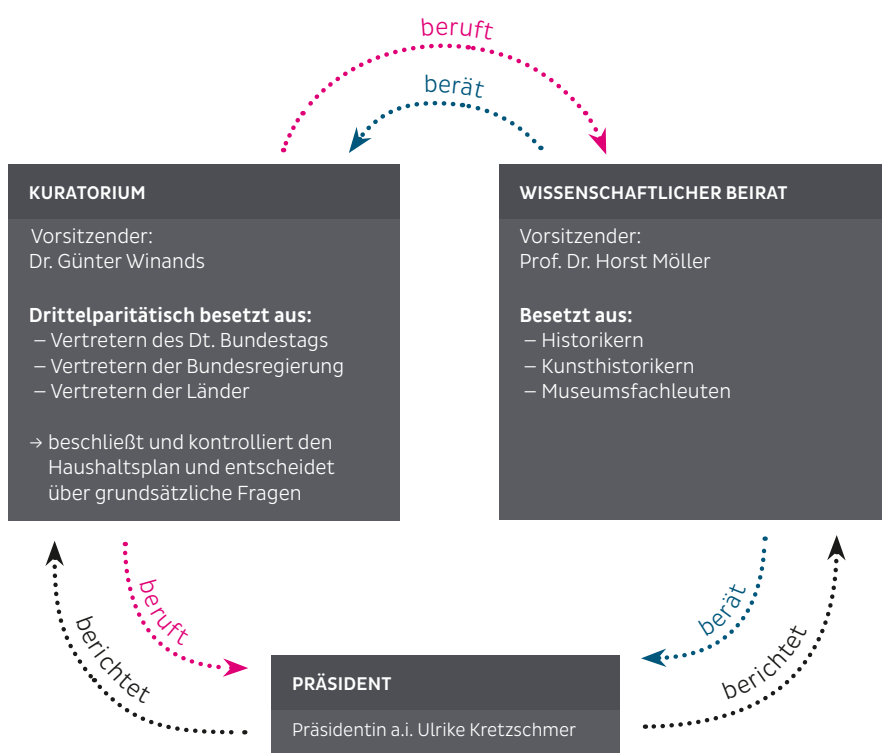 beruft
berät
KURATORIUM
Vorsitzender:
Dr. Günter Winands
Drittelparitätisch besetzt aus:
– Vertretern des Dt. Bundestags
– Vertretern der Bundesregierung
– Vertretern der Länder
→ beschließt und kontrolliert den
Haushaltsplan und entscheidet
über grundsätzliche Fragen
WISSENSCHAFTLICHER BEIRAT
Vorsitzender:
Prof. Dr. Horst Möller
Besetzt aus:
– Historikern
– Kunsthistorikern
– Museumsfachleuten
beruft
berichtet
berät
berichtet
PRÄSIDENT
Präsidentin a.i. Ulrike Kretzschmer